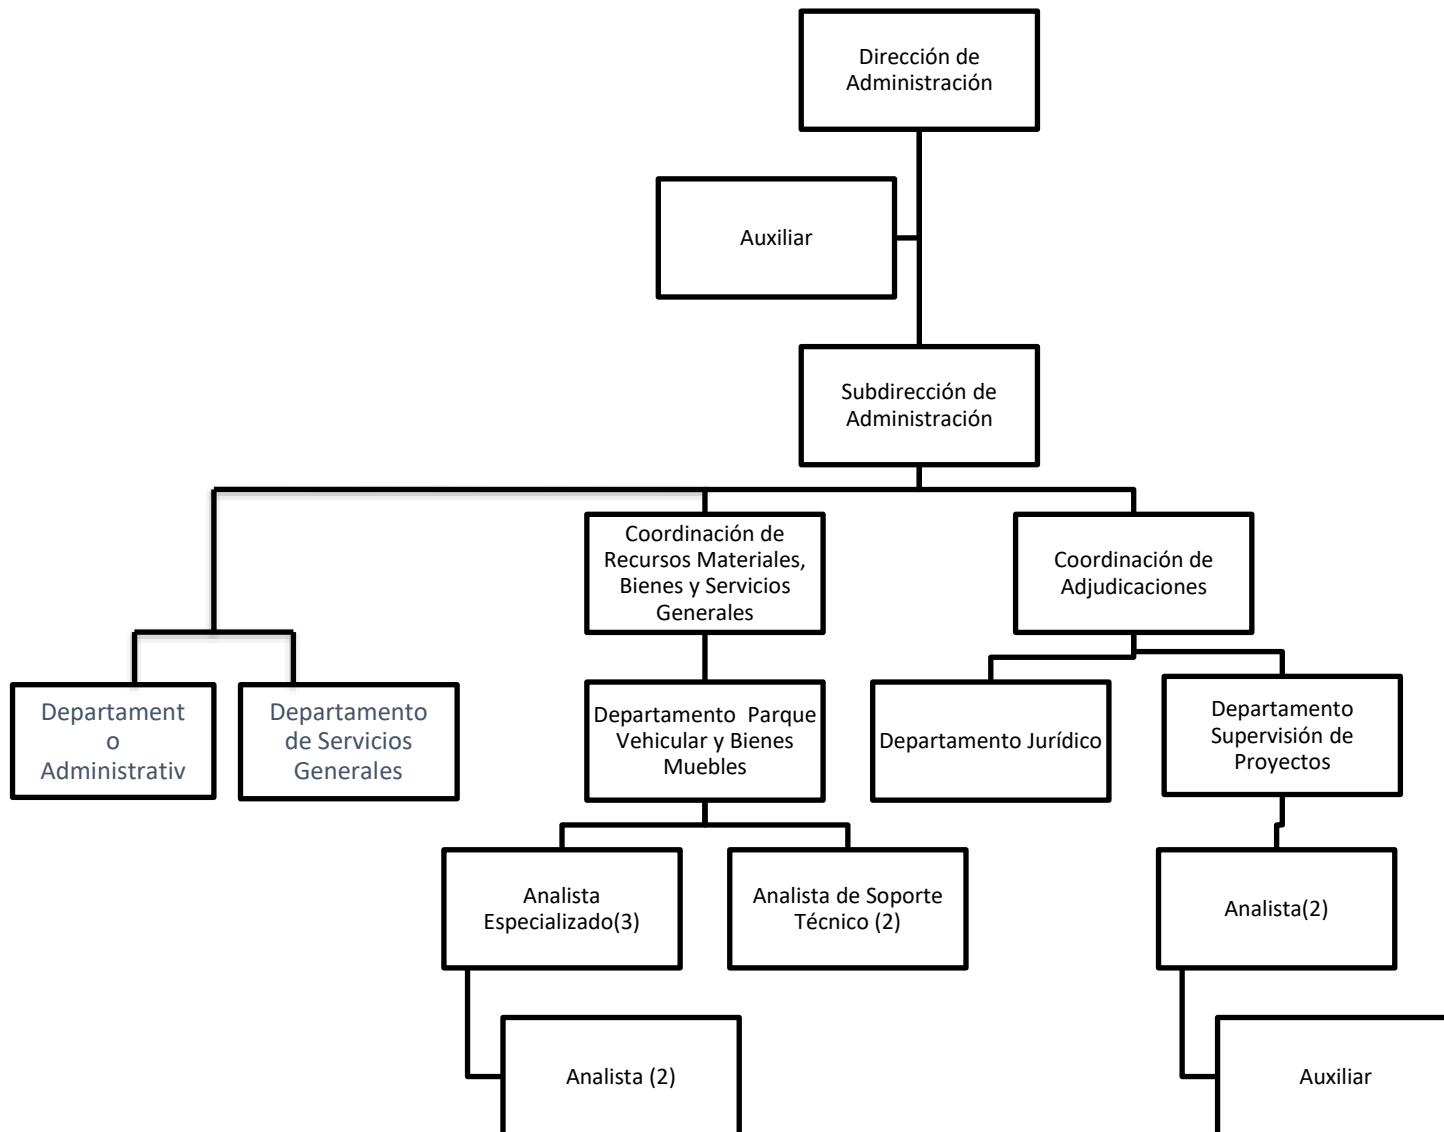 Dirección de
Administración
Auxiliar
Subdirección de
Administración
Coordinación de
Recursos Materiales,
Bienes y Servicios
Generales
Coordinación de
Adjudicaciones
Departament
o
Administrativ
Departamento
de Servicios
Generales
Departamento Parque
Vehicular y Bienes
Muebles
Departamento Jurídico
Departamento
Supervisión de
Proyectos
Analista
Especializado(3)
Analista de Soporte
Técnico (2)
Analista(2)
Analista (2)
Auxiliar